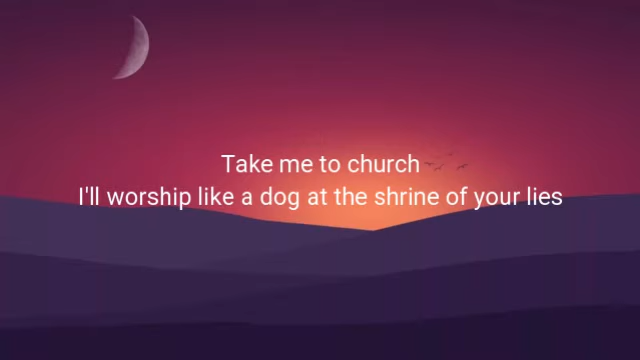 Take me to church
I'll worship like a dog at the shrine of your lies